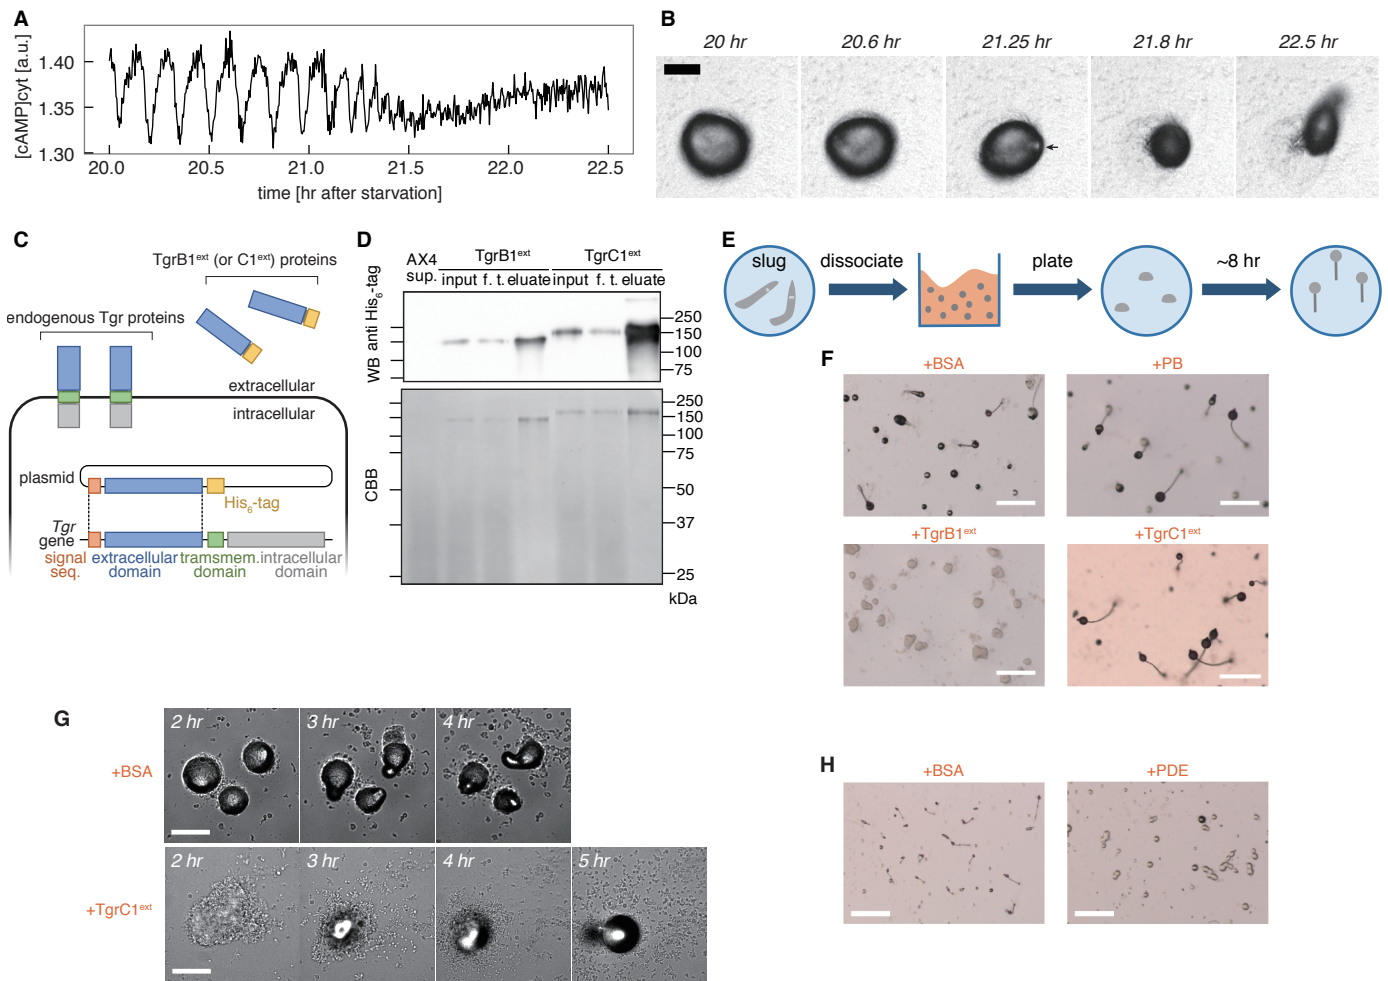 A
[cAMP]cyt [a.u.]
1.40
1.35
1.30
20.0 20.5 21.0 21.5 22.0 22.5
time [hr after starvation]
B
20 hr 20.6 hr 21.25 hr 21.8 hr 22.5 hr
C
TgrB1ext (or C1ext) proteins
endogenous Tgr proteins
extracellular
intracellular
plasmid
His6-tag
Tgr
gene
signal extracellular transmem. intracellular
seq. domain domain domain
D
AX4 TgrB1ext TgrC1ext
sup. input f. t. eluate input f. t. eluate
WB anti His6-tag
250
150
100
75
CBB
250
150
100
75
50
37
25
kDa
E
slug dissociate plate ~8 hr
F
+BSA +PB
+TgrB1ext +TgrC1ext
G
2 hr 3 hr 4 hr
+BSA
2 hr 3 hr 4 hr 5 hr
+TgrC1ext
H
+BSA +PDE